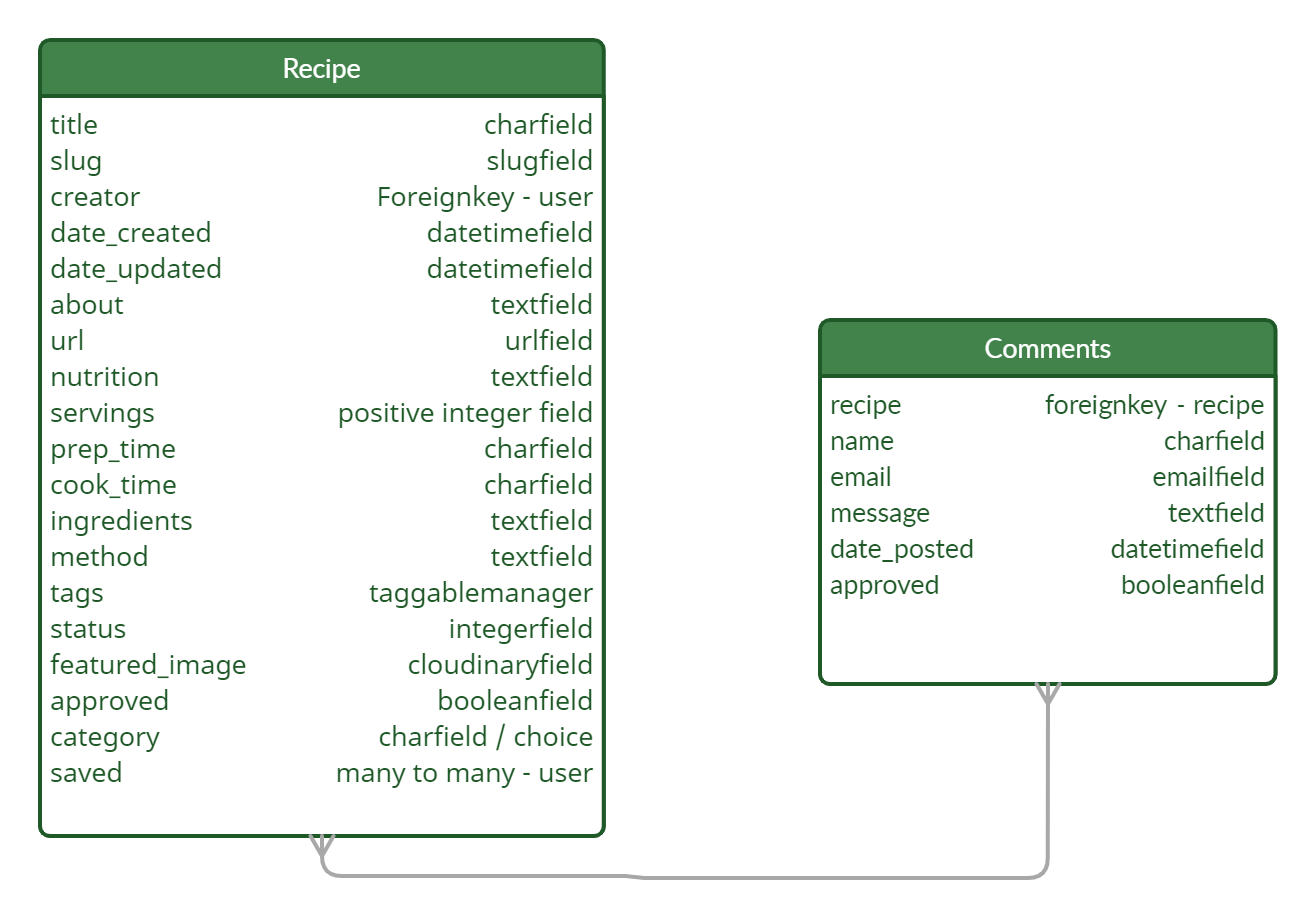 Recipe
title charfield
slug slugfield
creator Foreignkey - user
date_created datetimefield
date_updated datetimefield
about textfield
url urlfield
nutrition textfield
servings positive integer field
prep_time charfield
cook_time charfield
ingredients textfield
method textfield
tags taggablemanager
status integerfield
featured_image cloudinaryfield
approved booleanfield
category charfield / choice
saved many to many - user
Comments
recipe foreignkey - recipe
name charfield
email emailfield
message textfield
date_posted datetimefield
approved booleanfield